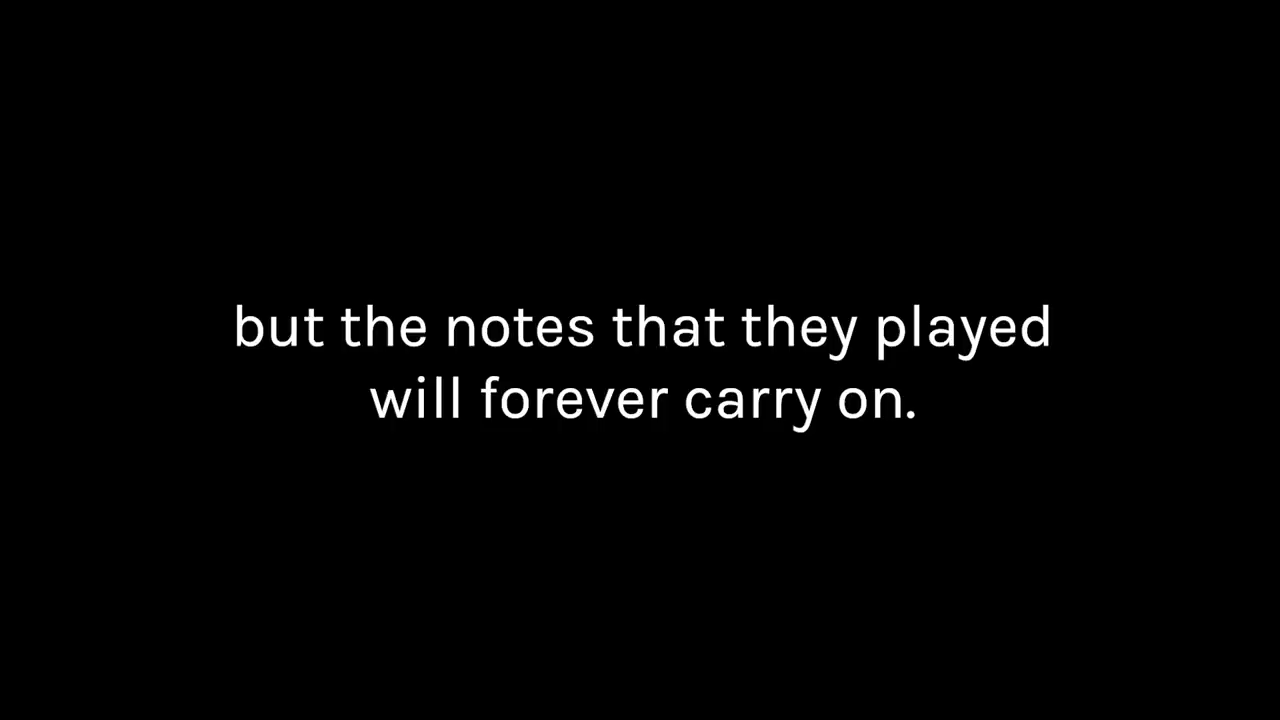 but the notes that they played
will forever carry on.